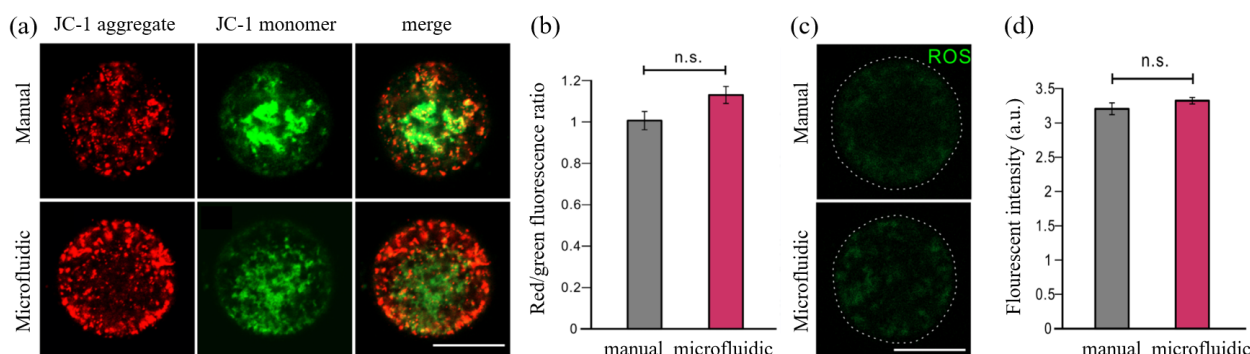 (a)
JC-1 aggregate
JC-1 monomer
merge
Manual
Microfluidic
(b)
n.s.
Red/green fluorescence ratio
1.2
1
0.8
0.6
0.4
0.2
0
manual
microfluidic
(c)
ROS
Manual
Microfluidic
(d)
n.s.
Flourescent intensity (a.u.)
3.5
3
2.5
2
1.5
1
0.5
0
manual
microfluidic